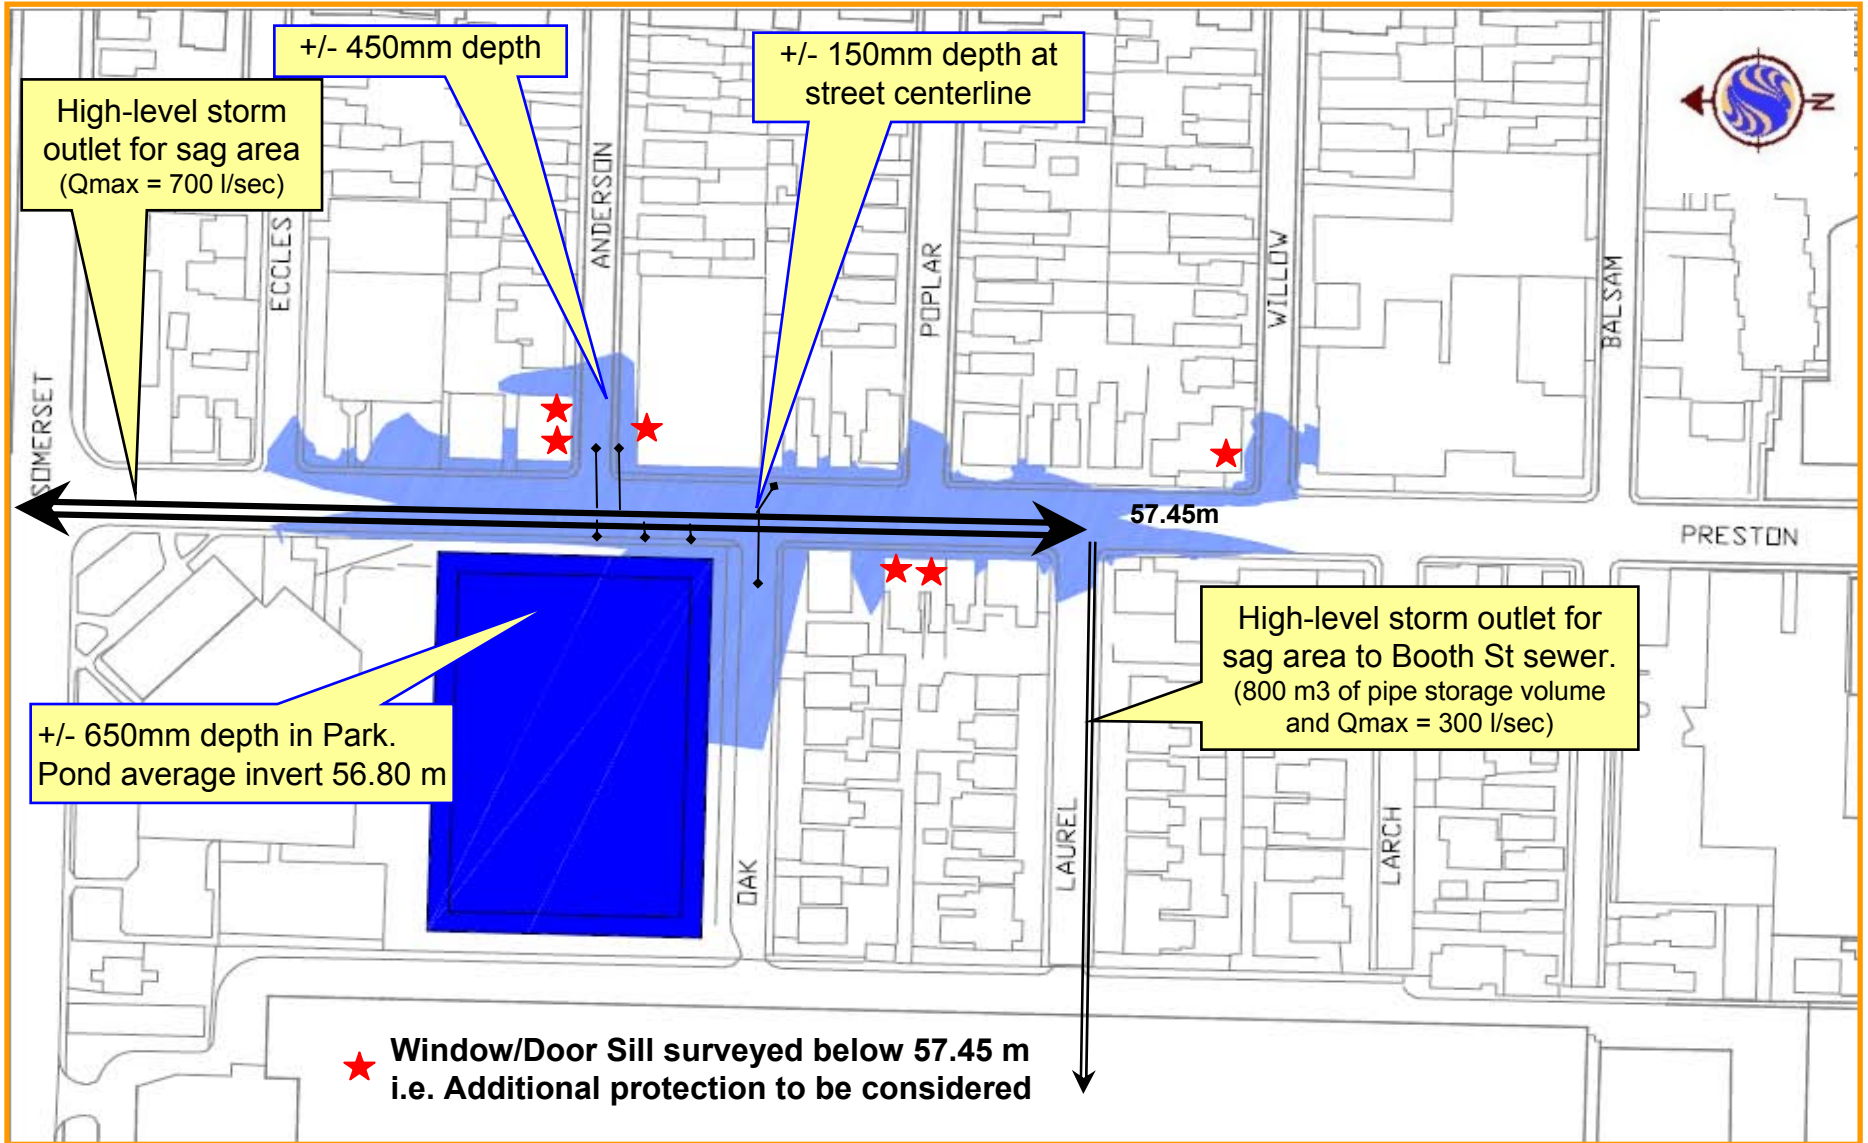 +/- 450mm depth
+/- 150mm depth at
street centerline
High-level storm
outlet for sag area
(Qmax = 700 l/sec)
N
ECCLES
ANDERSON
POPLAR
WILLOW
BALSAM
SOMERSET
57.45m
PRESTON
High-level storm outlet for
sag area to Booth St sewer.
(800 m3 of pipe storage volume
and Qmax = 300 l/sec)
+/- 650mm depth in Park.
Pond average invert 56.80 m
OAK
LAUREL
LARCH
Window/Door Sill surveyed below 57.45 m
i.e. Additional protection to be considered